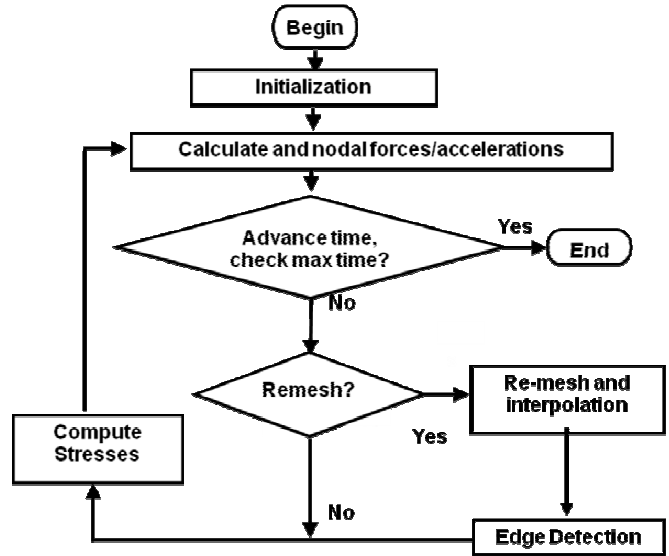 Begin
Initialization
Calculate and nodal forces/accelerations
Advance time,
check max time?
Yes
End
No
Remesh?
Yes
Re-mesh and
interpolation
Compute
Stresses
No
Edge Detection